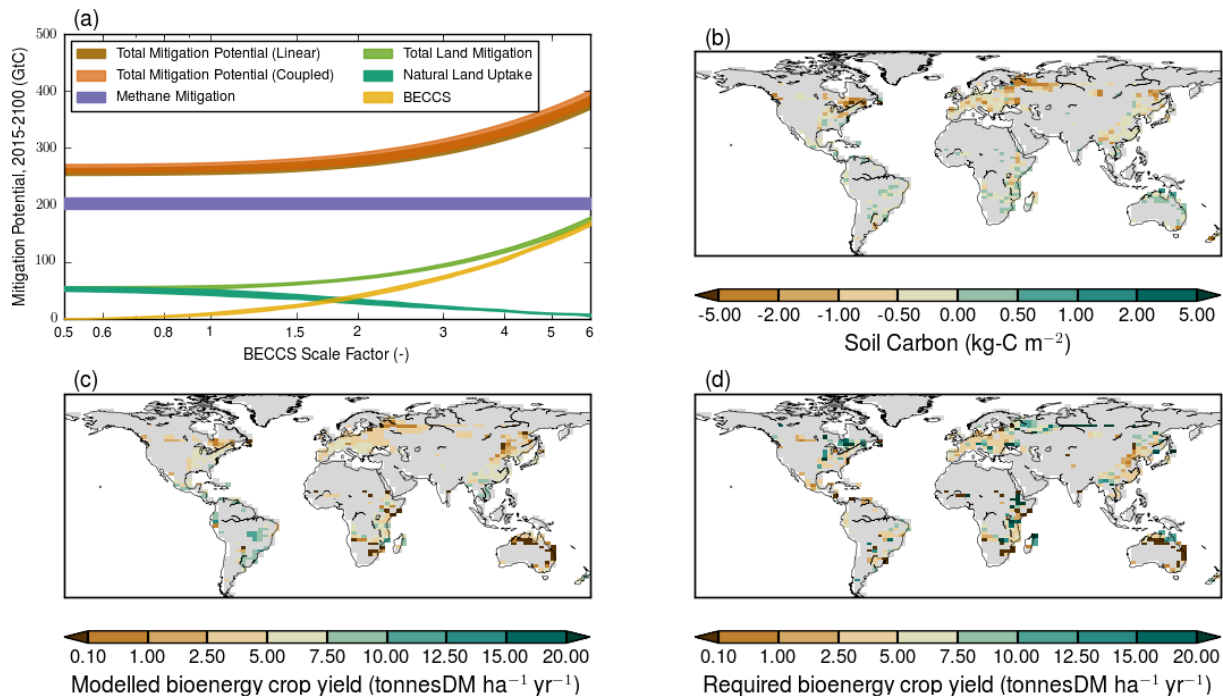 (a)
500
400
300
200
100
0
Mitigation Potential, 2015-2100 (GtC)
Total Mitigation Potential (Linear)
Total Mitigation Potential (Coupled)
Methane Mitigation
Total Land Mitigation
Natural Land Uptake
BECCS
0.5 0.6 1 1.5 2 3 4 5 6
BECCS Scale Factor (-)
(b)
-5.00 -2.00 -1.00 -0.50 0.00 0.50 1.00 2.00 5.00
Soil Carbon (kg-C m⁻²)
(c)
0.10 1.00 2.50 5.00 7.50 10.00 12.50 15.00 20.00
Modelled bioenergy crop yield (tonnesDM ha⁻¹ yr⁻¹)
(d)
0.10 1.00 2.50 5.00 7.50 10.00 12.50 15.00 20.00
Required bioenergy crop yield (tonnesDM ha⁻¹ yr⁻¹)